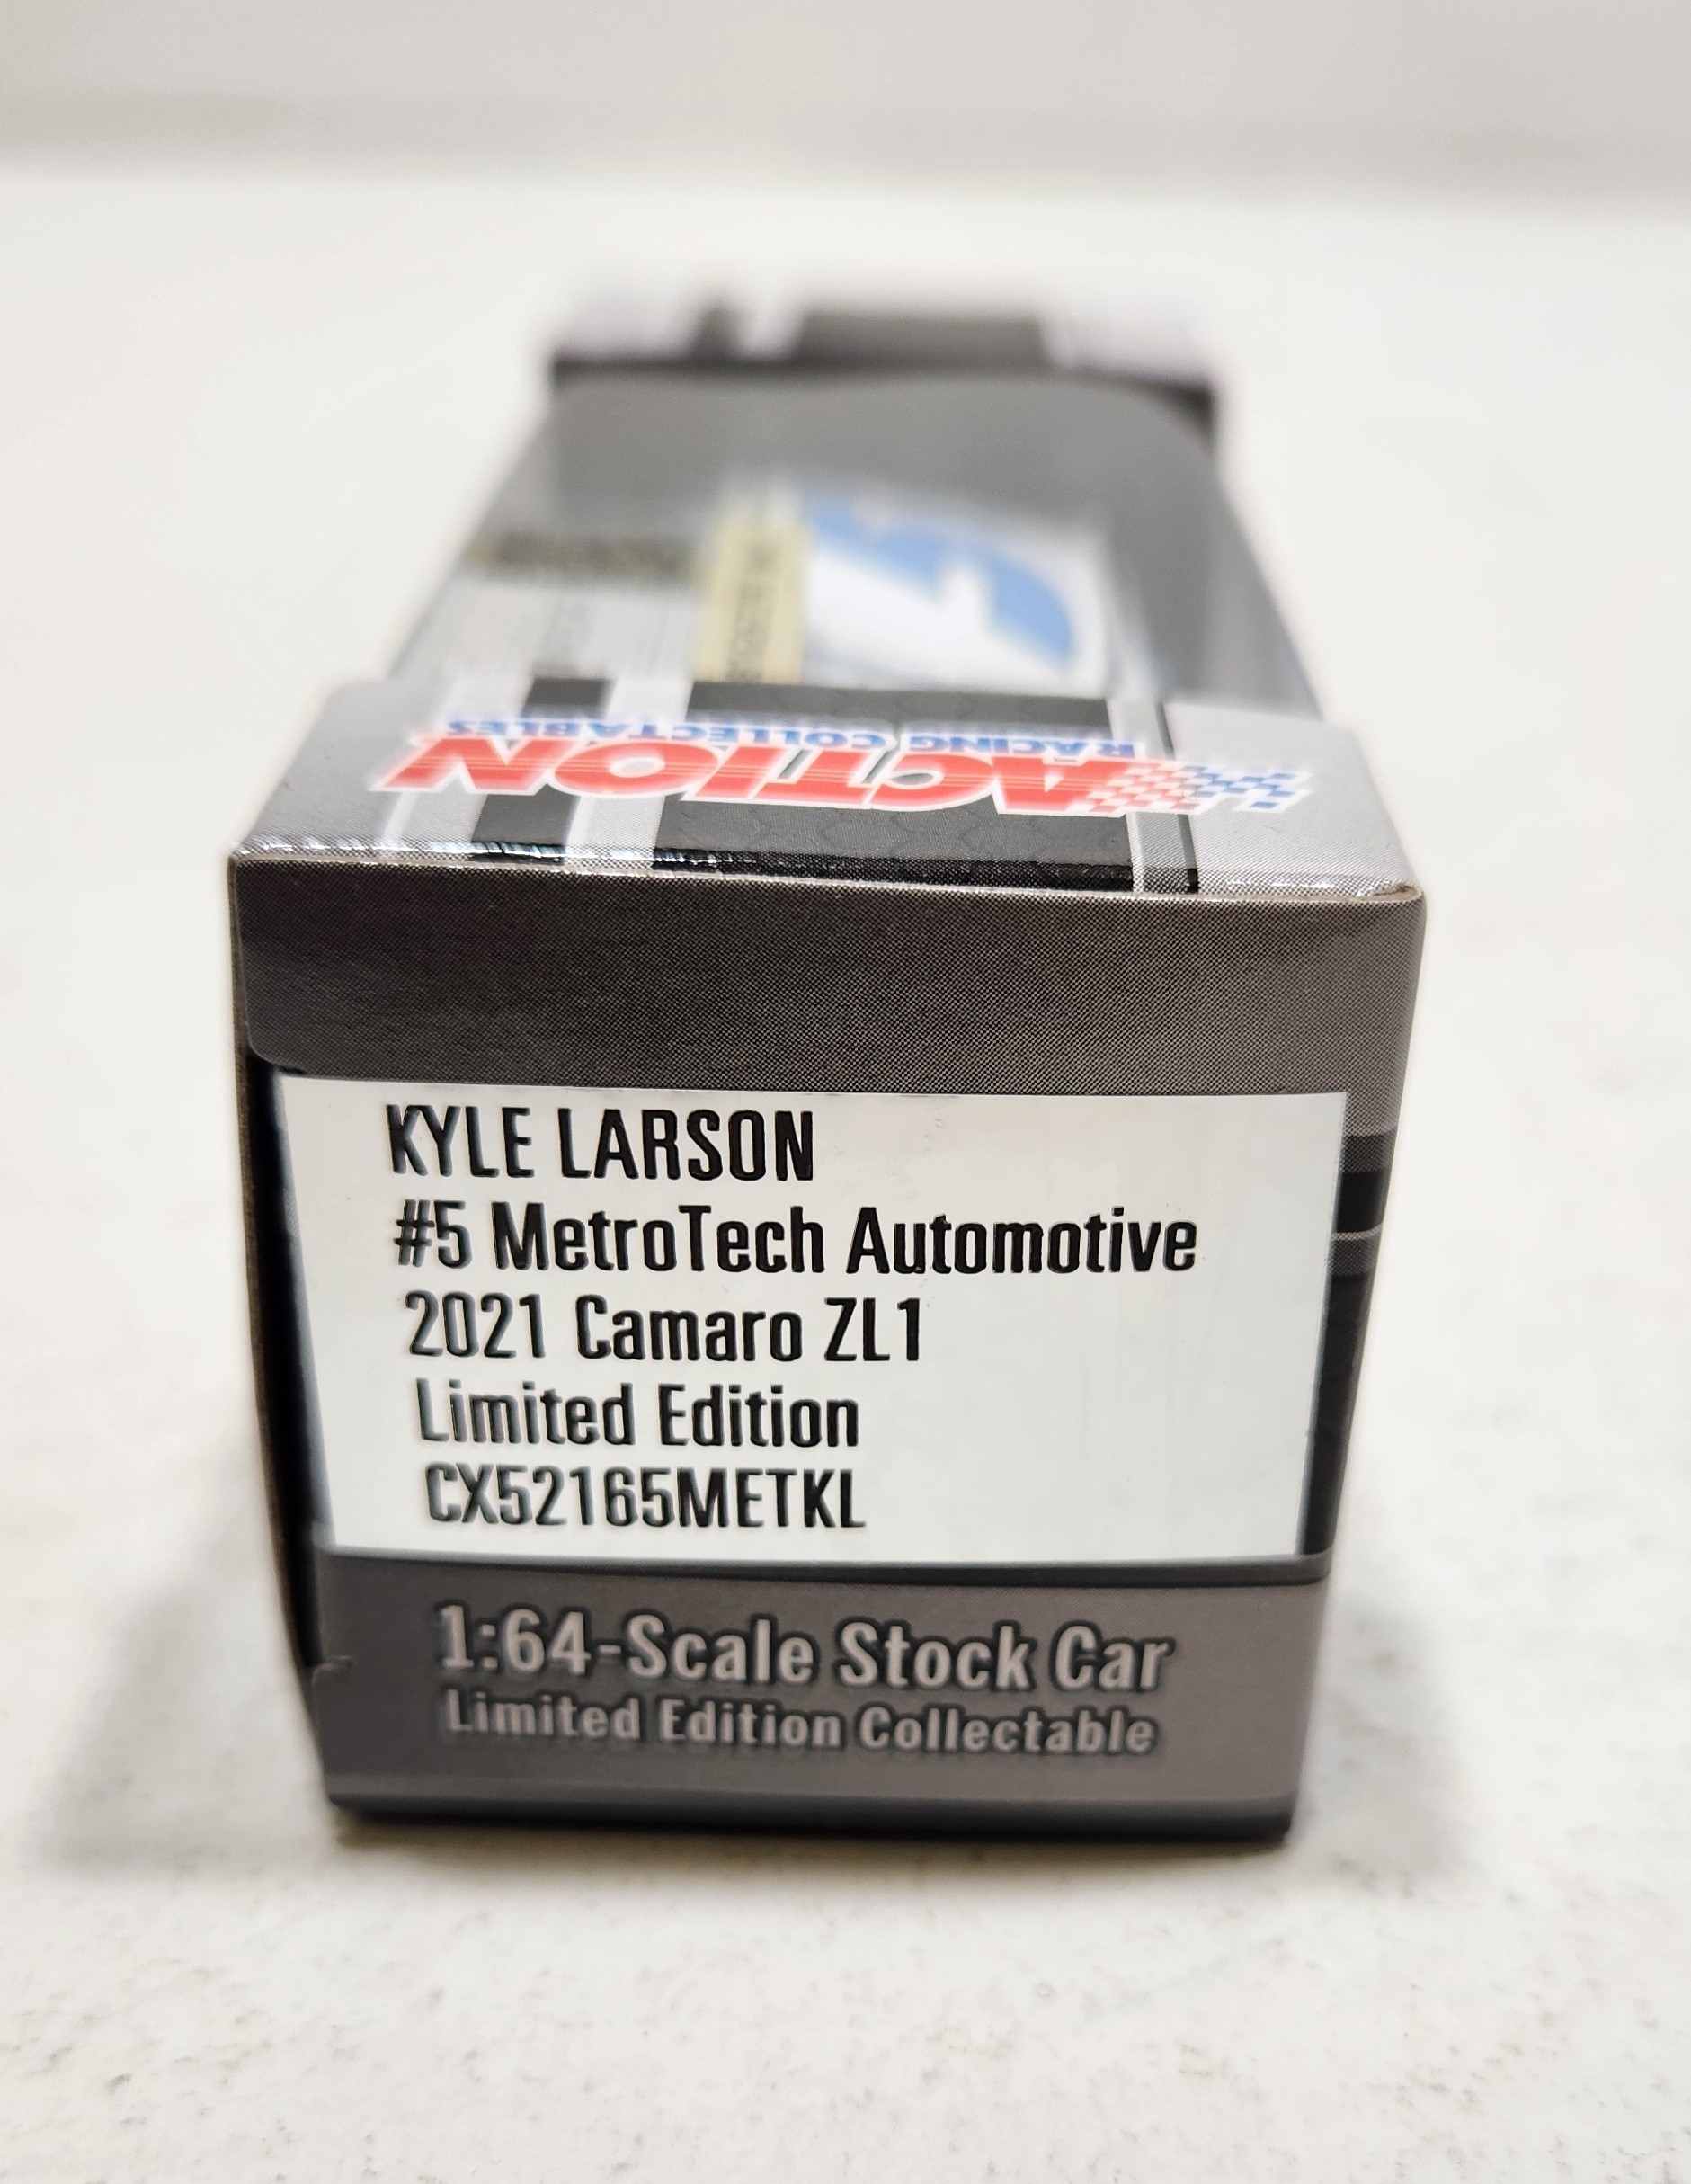 RACING COLLECTABLES
ACTION
KYLE LARSON
#5 MetroTech Automotive
2021 Camaro ZL1
Limited Edition
CX52165METKL
1:64-Scale Stock Car
Limited Edition Collectable